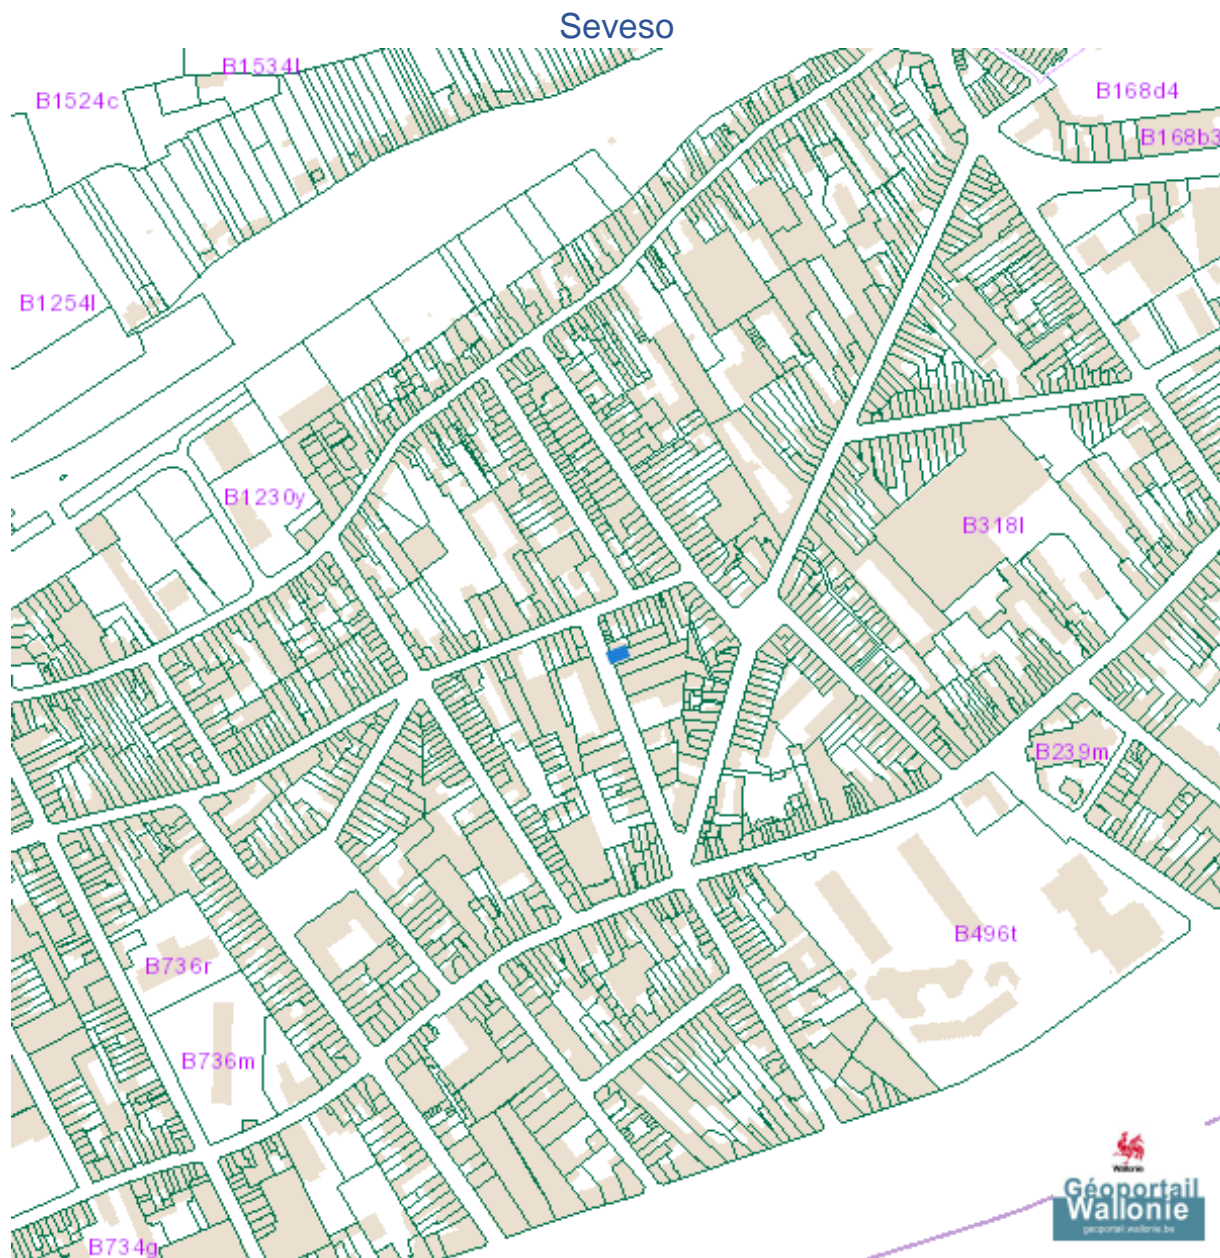 Seveso
B1534l
B1524c
B168d4
B168b3
B1254l
B1230y
B318l
B239m
B496t
B736r
B736m
B734g
Wallonie
Géoportail
Wallonie
geoportail.wallonie.be